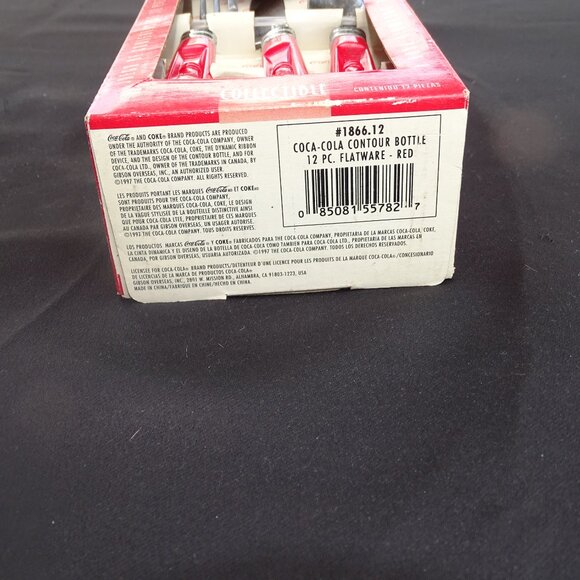 COLLECTIBLE
CONTENIDO 12 PIEZAS
Coca-Cola® AND COKE® BRAND PRODUCTS ARE PRODUCED
UNDER THE AUTHORITY OF THE COCA-COLA COMPANY, OWNER
OF THE TRADEMARKS COCA-COLA, COKE, THE DYNAMIC RIBBON
DEVICE, AND THE DESIGN OF THE CONTOUR BOTTLE, AND FOR
COCA-COLA LTD., OWNER OF THE TRADEMARKS IN CANADA, BY
GIBSON OVERSEAS, INC., AN AUTHORIZED USER.
©1997 THE COCA-COLA COMPANY. ALL RIGHTS RESERVED.
LES PRODUITS PORTANT LES MARQUES Coca-Cola® ET COKE®
SONT PRODUITS POUR THE COCA-COLA COMPANY,
PROPRIETAIRE DES MARQUES COCA-COLA, COKE, LE DESIGN
DE LA VAGUE STYLISEE DE LA BOUTEILLE DISTINCTIVE AINSI
QUE POUR COCA-COLA LTEE, PROPRIETAIRE DE CES MARQUES
AU CANADA PAR GIBSON OVERSEAS, UN USAGER AUTORISE.
©1997 THE COCA-COLA COMPANY. TOUS DROITS RESERVES.
#1866.12
COCA-COLA CONTOUR BOTTLE
12 PC. FLATWARE - RED
0 85081 55782 7
LOS PRODUCTOS MARCAS Coca-Cola® Y COKE® FABRICADOS PARA THE COCA-COLA COMPANY, PROPIETARIA DE LA MARCAS COCA-COLA, COKE,
LA CINTA DINAMICA Y EL DISENO DE LA BOTELLA DE COCA-COLA COMO TAMBIEN PARA COCA-COLA LTD., PROPIETARIA DE LAS MARCAS EN
CANADA, POR GIBSON OVERSEAS, USUARIA AUTORIZADA. ©1997 THE COCA-COLA COMPANY. TODOS LOS DERECHOS RESERVADOS.
LICENSEE FOR COCA-COLA® BRAND PRODUCTS/DETENTEUR D'UNE LICENCE POUR LES PRODUITS DE LA MARQUE COCA-COLA®/CONCESIONARIO
DE LICENCIAS DE LA MARCA DE PRODUCTOS COCA-COLA®
GIBSON OVERSEAS, INC.; 2891 W. MISSION RD., ALHAMBRA, CA 91803-1223, USA
MADE IN CHINA/FABRIQUE EN CHINE/HECHO EN CHINA.